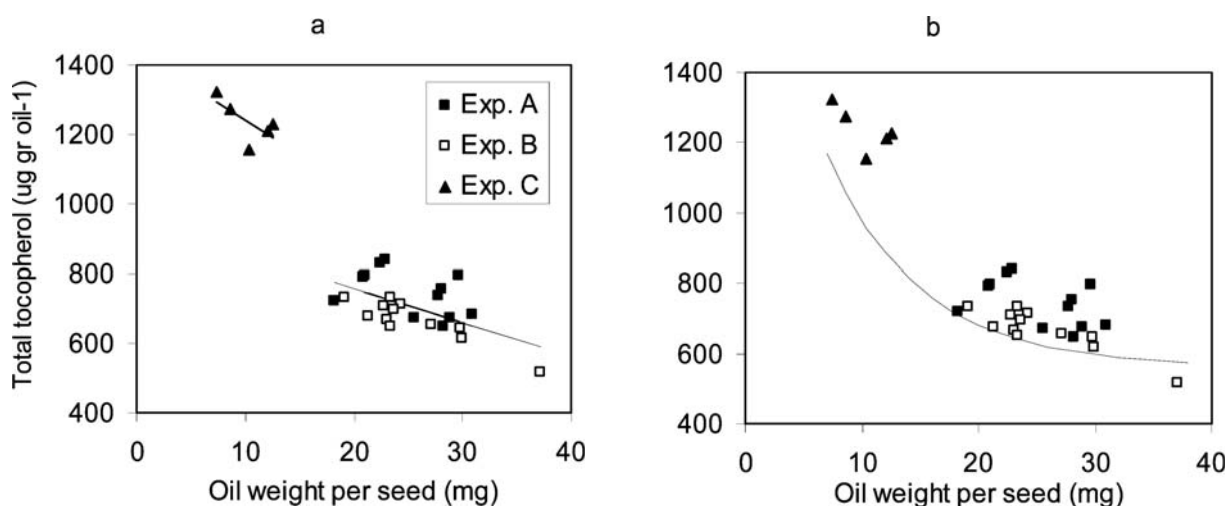 a
Total tocopherol (ug gr oil-1)
1400
1200
1000
800
600
400
Exp. A
Exp. B
Exp. C
0 10 20 30 40
Oil weight per seed (mg)
b
1400
1200
1000
800
600
400
0 10 20 30 40
Oil weight per seed (mg)